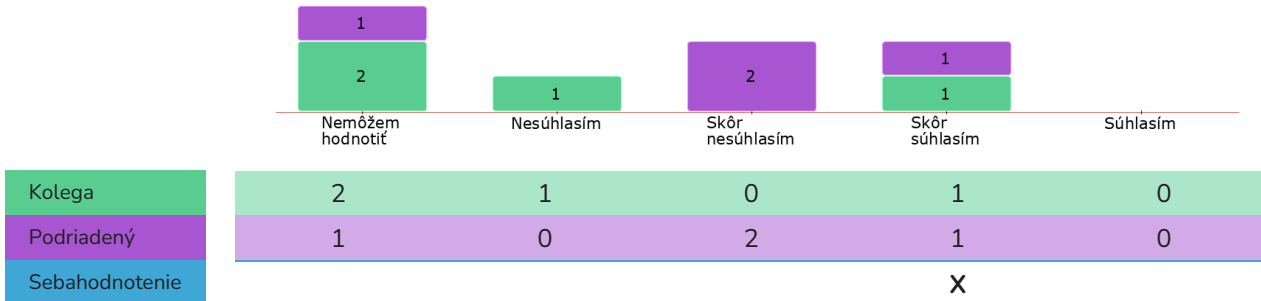 1
2
1
2
1
1
Nemôžem
hodnotiť
Nesúhlasím
Skôr
nesúhlasím
Skôr
súhlasím
Súhlasím
Kolega 2 1 0 1 0
Podriadený 1 0 2 1 0
Sebahodnotenie x